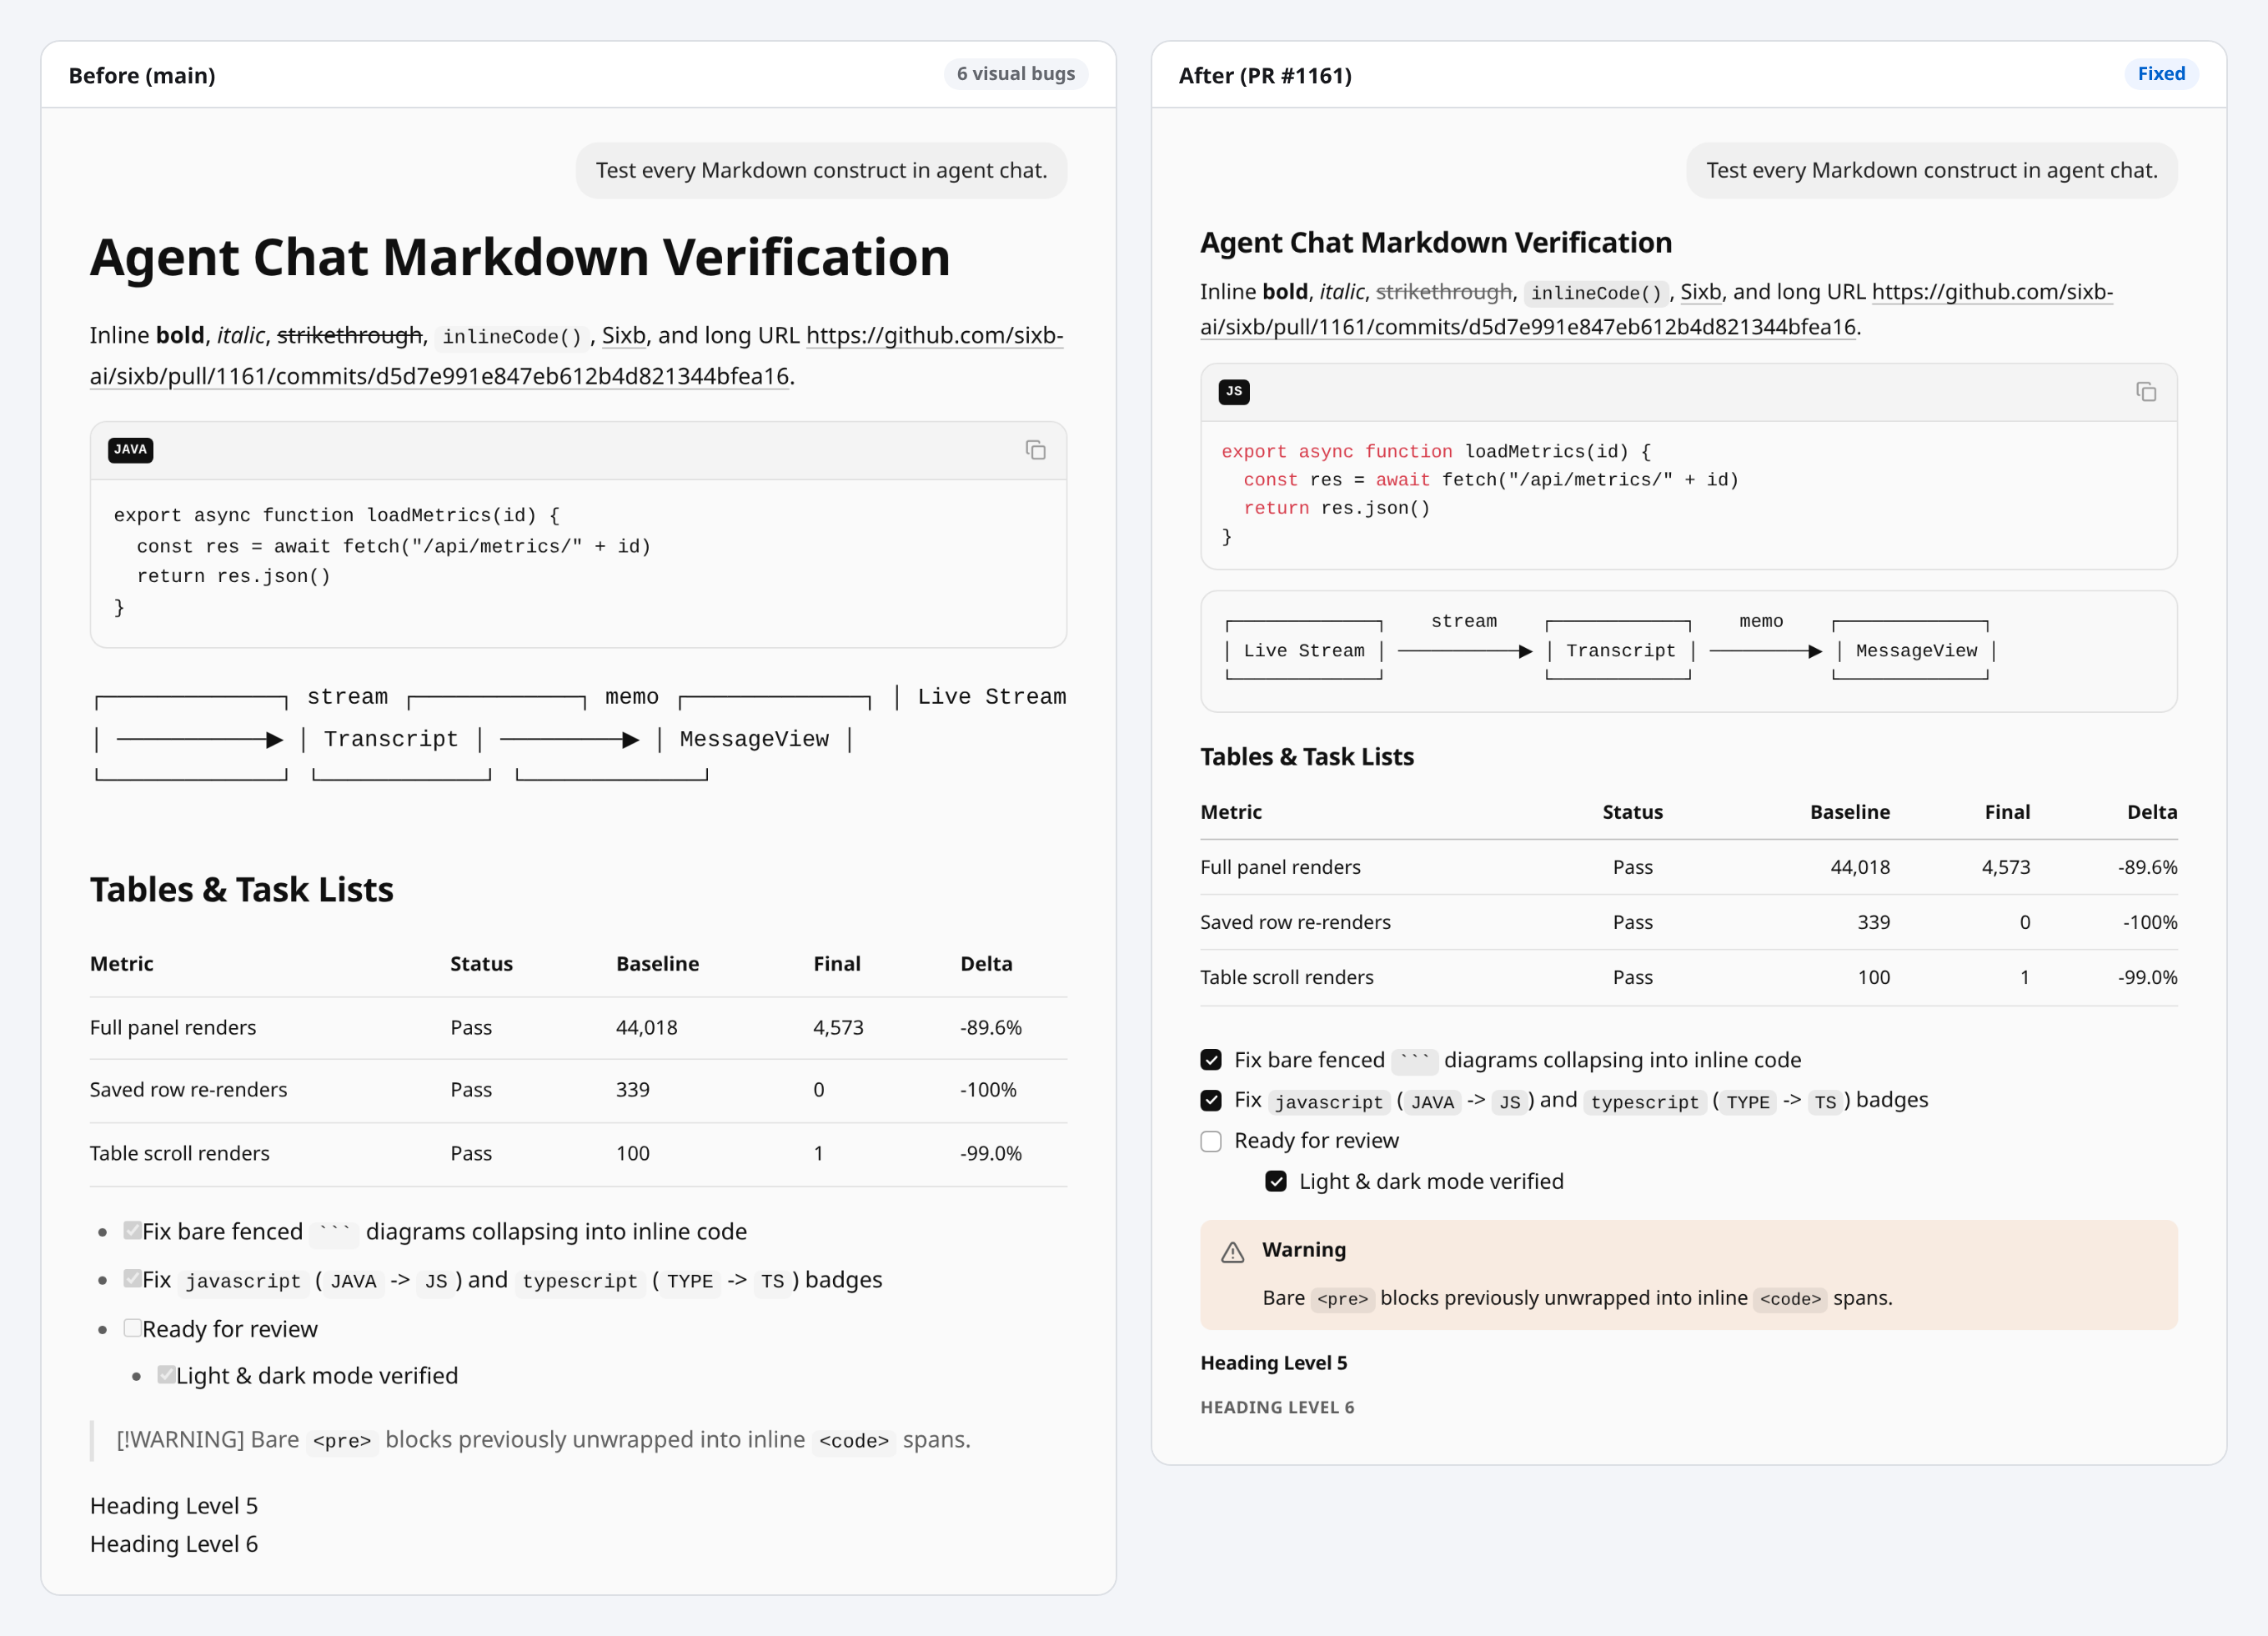 Before (main)
6 visual bugs
Test every Markdown construct in agent chat.
Agent Chat Markdown Verification
Inline bold, italic, strikethrough, inlineCode(), Sixb, and long URL https://github.com/sixb-
ai/sixb/pull/1161/commits/d5d7e991e847eb612b4d821344bfea16.
JAVA
export async function loadMetrics(id) {
  const res = await fetch("/api/metrics/" + id)
  return res.json()
}
stream memo │ Live Stream
│ ──────────▶ │ Transcript │ ─────────▶ │ MessageView │
Tables & Task Lists
Metric Status Baseline Final Delta
Full panel renders Pass 44,018 4,573 -89.6%
Saved row re-renders Pass 339 0 -100%
Table scroll renders Pass 100 1 -99.0%
Fix bare fenced ``` diagrams collapsing into inline code
Fix javascript (JAVA -> JS) and typescript (TYPE -> TS) badges
Ready for review
Light & dark mode verified
[!WARNING] Bare <pre> blocks previously unwrapped into inline <code> spans.
Heading Level 5
Heading Level 6
After (PR #1161)
Fixed
Test every Markdown construct in agent chat.
Agent Chat Markdown Verification
Inline bold, italic, strikethrough, inlineCode(), Sixb, and long URL https://github.com/sixb-
ai/sixb/pull/1161/commits/d5d7e991e847eb612b4d821344bfea16.
JS
export async function loadMetrics(id) {
  const res = await fetch("/api/metrics/" + id)
  return res.json()
}
stream memo
│ Live Stream │ ──────────▶ │ Transcript │ ─────────▶ │ MessageView │
Tables & Task Lists
Metric Status Baseline Final Delta
Full panel renders Pass 44,018 4,573 -89.6%
Saved row re-renders Pass 339 0 -100%
Table scroll renders Pass 100 1 -99.0%
Fix bare fenced ``` diagrams collapsing into inline code
Fix javascript (JAVA -> JS) and typescript (TYPE -> TS) badges
Ready for review
Light & dark mode verified
Warning
Bare <pre> blocks previously unwrapped into inline <code> spans.
Heading Level 5
HEADING LEVEL 6